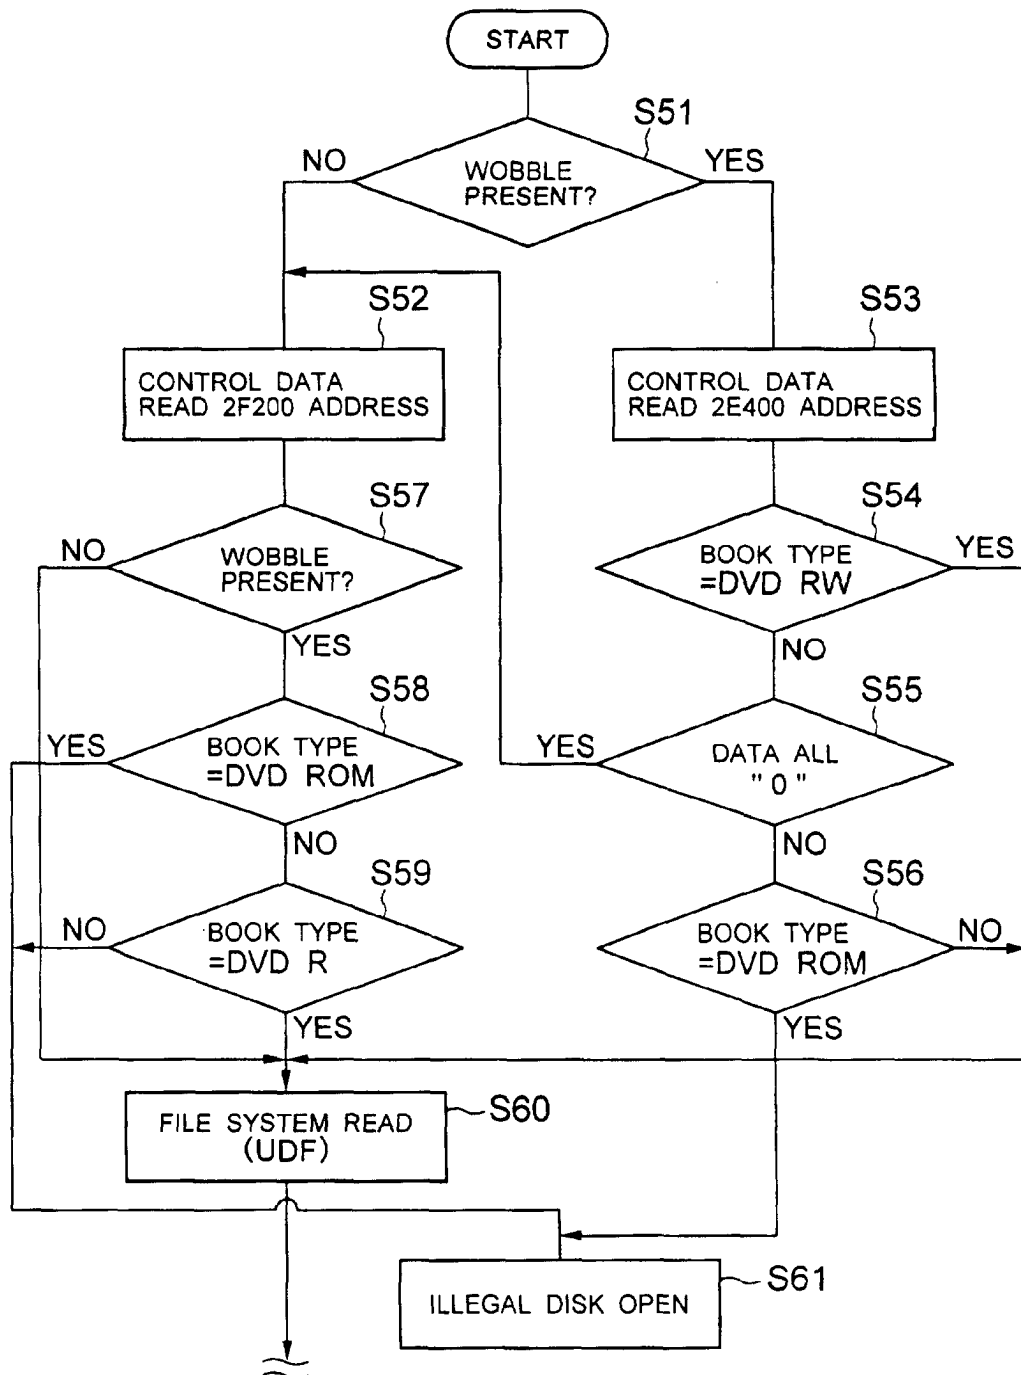 START
S51
NO
YES
WOBBLE
PRESENT?
S52
S53
CONTROL DATA
READ 2F200 ADDRESS
CONTROL DATA
READ 2E400 ADDRESS
S57
S54
NO
WOBBLE
PRESENT?
BOOK TYPE
=DVD RW
YES
YES
NO
S58
S55
YES
BOOK TYPE
=DVD ROM
YES
DATA ALL
"0"
NO
NO
S59
S56
NO
BOOK TYPE
=DVD R
BOOK TYPE
=DVD ROM
NO
YES
YES
FILE SYSTEM READ
(UDF)
S60
ILLEGAL DISK OPEN
S61